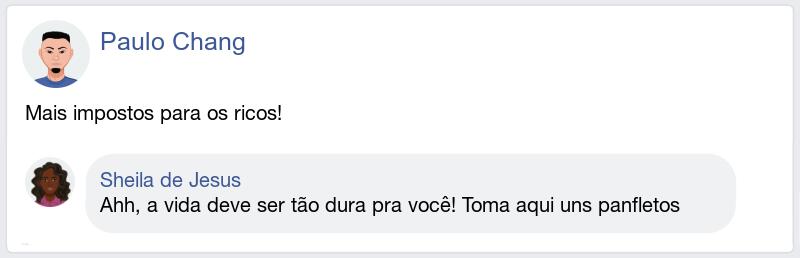 Paulo Chang
Mais impostos para os ricos!
Sheila de Jesus
Ahh, a vida deve ser tão dura pra você! Toma aqui uns panfletos